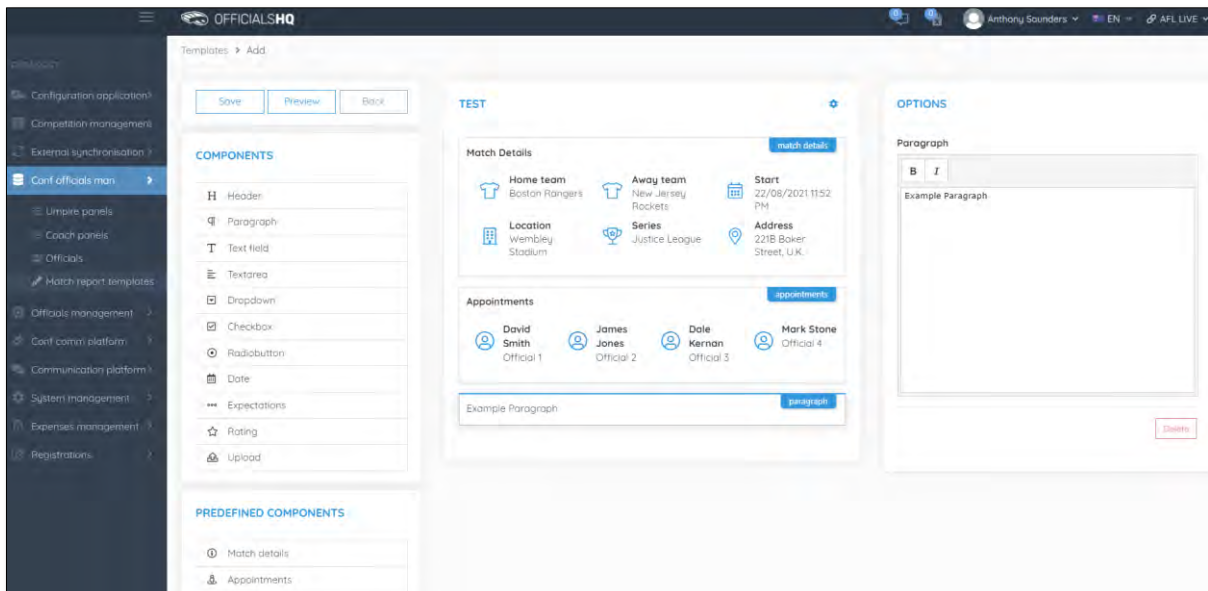 OFFICIALSHQ
0
0
Anthony Saunders
EN
AFL LIVE
Templates > Add
Configuration application
Competition management
External synchronisation
Conf officials man
Umpire panels
Coach panels
Officials
Match report templates
Officials management
Conf comm platform
Communication platform
System management
Expenses management
Registrations
Save
Preview
Back
COMPONENTS
H Header
Paragraph
T Text field
Textarea
Dropdown
Checkbox
Radiobutton
Date
Expectations
Rating
Upload
PREDEFINED COMPONENTS
Match details
Appointments
TEST
match details
Match Details
Home team
Boston Rangers
Away team
New Jersey
Rockets
Start
22/08/2021 11:52
PM
Location
Wembley
Stadium
Series
Justice League
Address
221B Baker
Street, U.K.
appointments
Appointments
David
Smith
Official 1
James
Jones
Official 2
Dale
Kernan
Official 3
Mark Stone
Official 4
paragraph
Example Paragraph
OPTIONS
Paragraph
B I
Example Paragraph
Delete